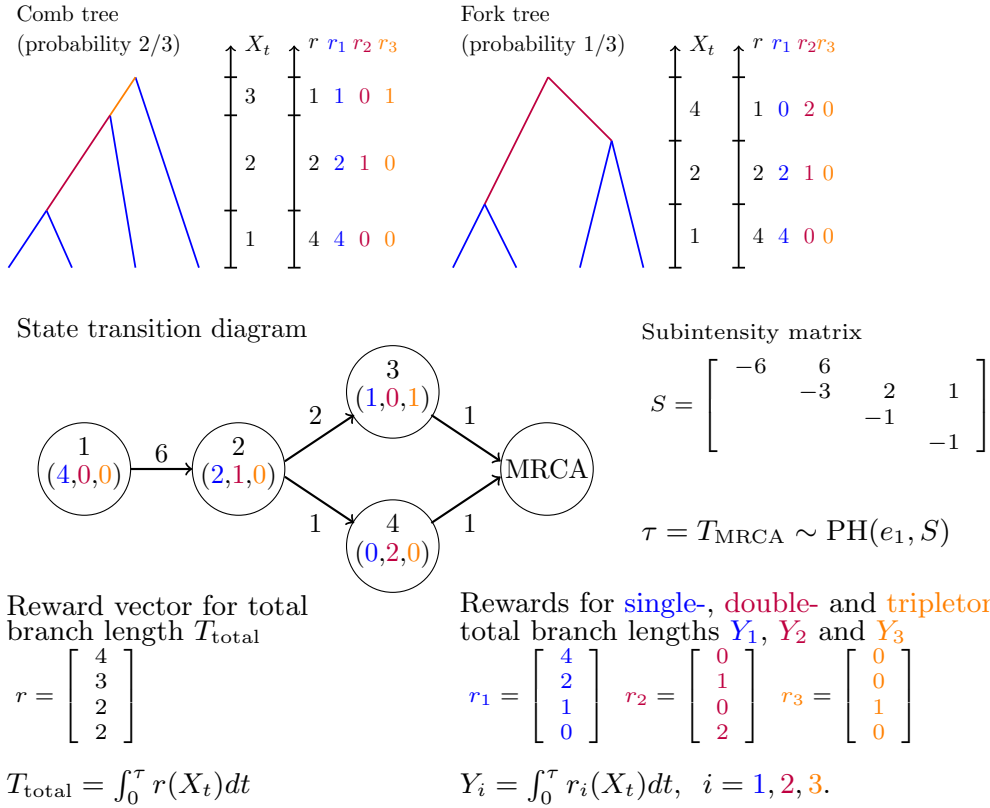 Comb tree
(probability 2/3)
X_t r r_1 r_2 r_3
3 1 1 0 1
2 2 2 1 0
1 4 4 0 0
Fork tree
(probability 1/3)
X_t r r_1 r_2 r_3
4 1 0 2 0
2 2 2 1 0
1 4 4 0 0
State transition diagram
1
(4,0,0)
6
2
(2,1,0)
2
1
3
(1,0,1)
4
(0,2,0)
1
1
MRCA
Subintensity matrix
S = [ −6 6
−3 2 1
−1
−1 ]
τ = T_MRCA ∼ PH(e_1, S)
Reward vector for total
branch length T_total
r = [ 4
3
2
2 ]
T_total = ∫_0^τ r(X_t)dt
Rewards for single-, double- and tripleton
total branch lengths Y_1, Y_2 and Y_3
r_1 = [ 4
2
1
0 ]
r_2 = [ 0
1
0
2 ]
r_3 = [ 0
0
1
0 ]
Y_i = ∫_0^τ r_i(X_t)dt, i = 1, 2, 3.